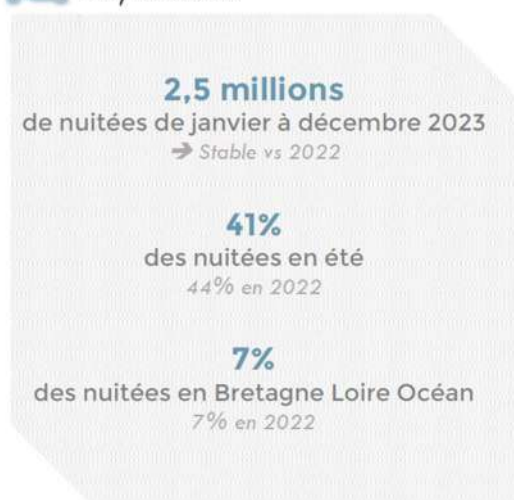 2,5 millions
de nuitées de janvier à décembre 2023
➔ Stable vs 2022
41%
des nuitées en été
44% en 2022
7%
des nuitées en Bretagne Loire Océan
7% en 2022